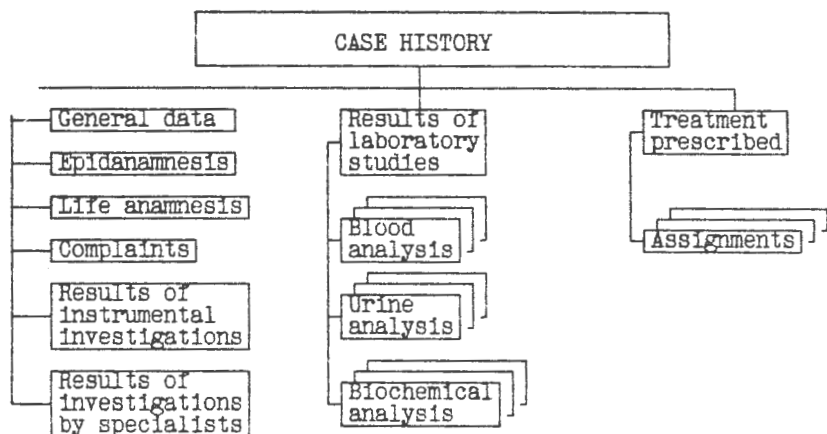 CASE HISTORY
General data
Epidanamnesis
Life anamnesis
Complaints
Results of
instrumental
investigations
Results of
investigations
by specialists
Results of
laboratory
studies
Blood
analysis
Urine
analysis
Biochemical
analysis
Treatment
prescribed
Assignments